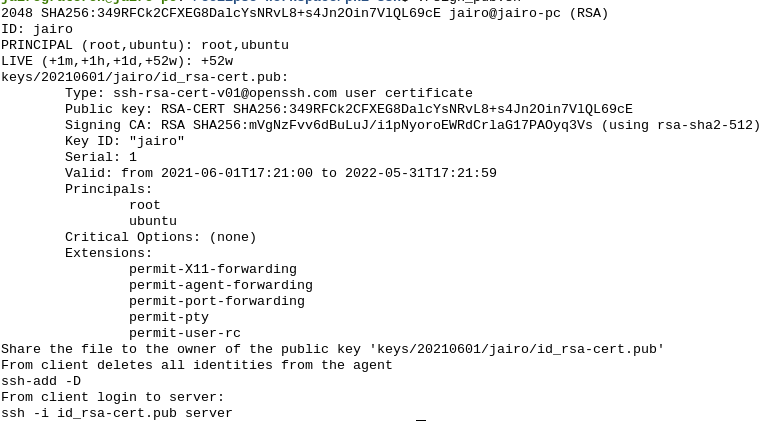 2048 SHA256:349RFCk2CFXEG8DalcYsNRvL8+s4Jn2Oin7VlQL69cE jairo@jairo-pc (RSA)
ID: jairo
PRINCIPAL (root,ubuntu): root,ubuntu
LIVE (+1m,+1h,+1d,+52w): +52w
keys/20210601/jairo/id_rsa-cert.pub:
        Type: ssh-rsa-cert-v01@openssh.com user certificate
        Public key: RSA-CERT SHA256:349RFCk2CFXEG8DalcYsNRvL8+s4Jn2Oin7VlQL69cE
        Signing CA: RSA SHA256:mVgNzFvv6dBuLuJ/i1pNyoroEWRdCrlaG17PAOyq3Vs (using rsa-sha2-512)
        Key ID: "jairo"
        Serial: 1
        Valid: from 2021-06-01T17:21:00 to 2022-05-31T17:21:59
        Principals:
                root
                ubuntu
        Critical Options: (none)
        Extensions:
                permit-X11-forwarding
                permit-agent-forwarding
                permit-port-forwarding
                permit-pty
                permit-user-rc
Share the file to the owner of the public key 'keys/20210601/jairo/id_rsa-cert.pub'
From client deletes all identities from the agent
ssh-add -D
From client login to server:
ssh -i id_rsa-cert.pub server